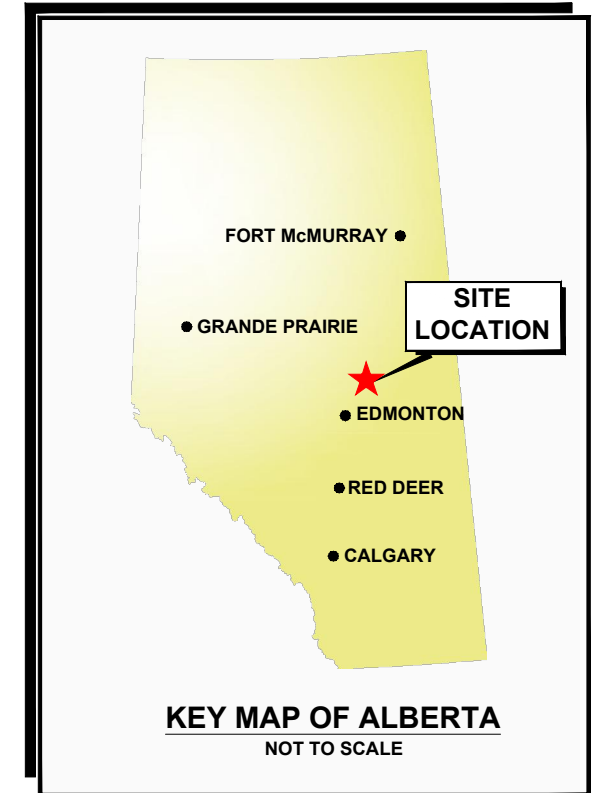 FORT McMURRAY
SITE
LOCATION
GRANDE PRAIRIE
EDMONTON
RED DEER
CALGARY
KEY MAP OF ALBERTA
NOT TO SCALE